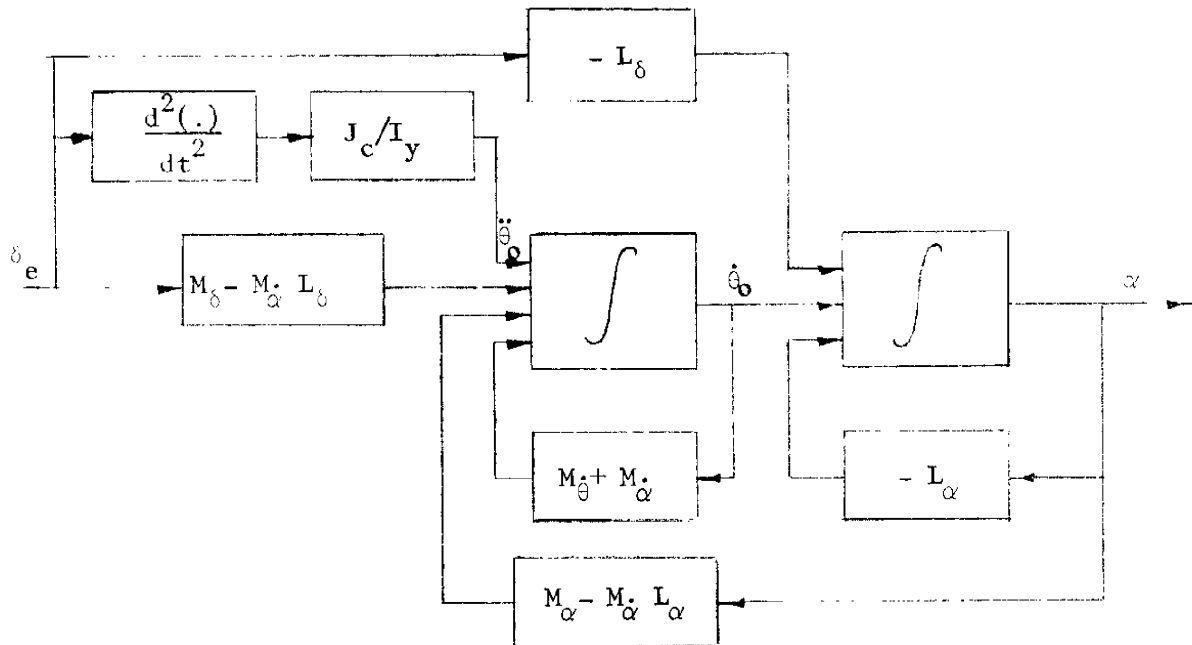 - L_δ
d²(.)/dt²
J_c/I_y
θ̈_o
δ_e
M_δ - M_α̇ L_δ
∫
θ̇_o
∫
α
M_θ̇ + M_α̇
- L_α
M_α - M_α̇ L_α